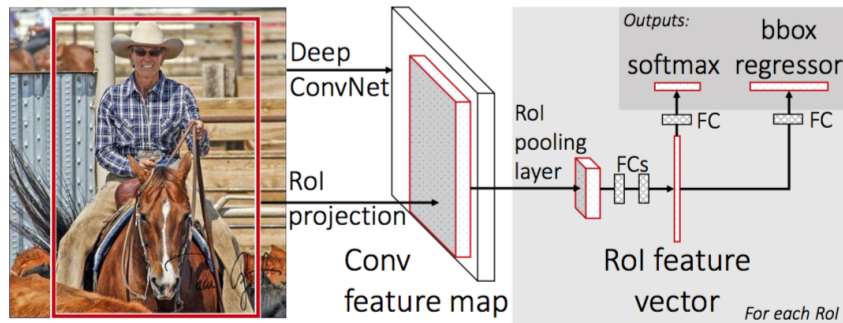 Deep
ConvNet
RoI
projection
Conv
feature map
RoI
pooling
layer
FCs
RoI feature
vector
For each RoI
Outputs:
softmax
bbox
regressor
FC
FC